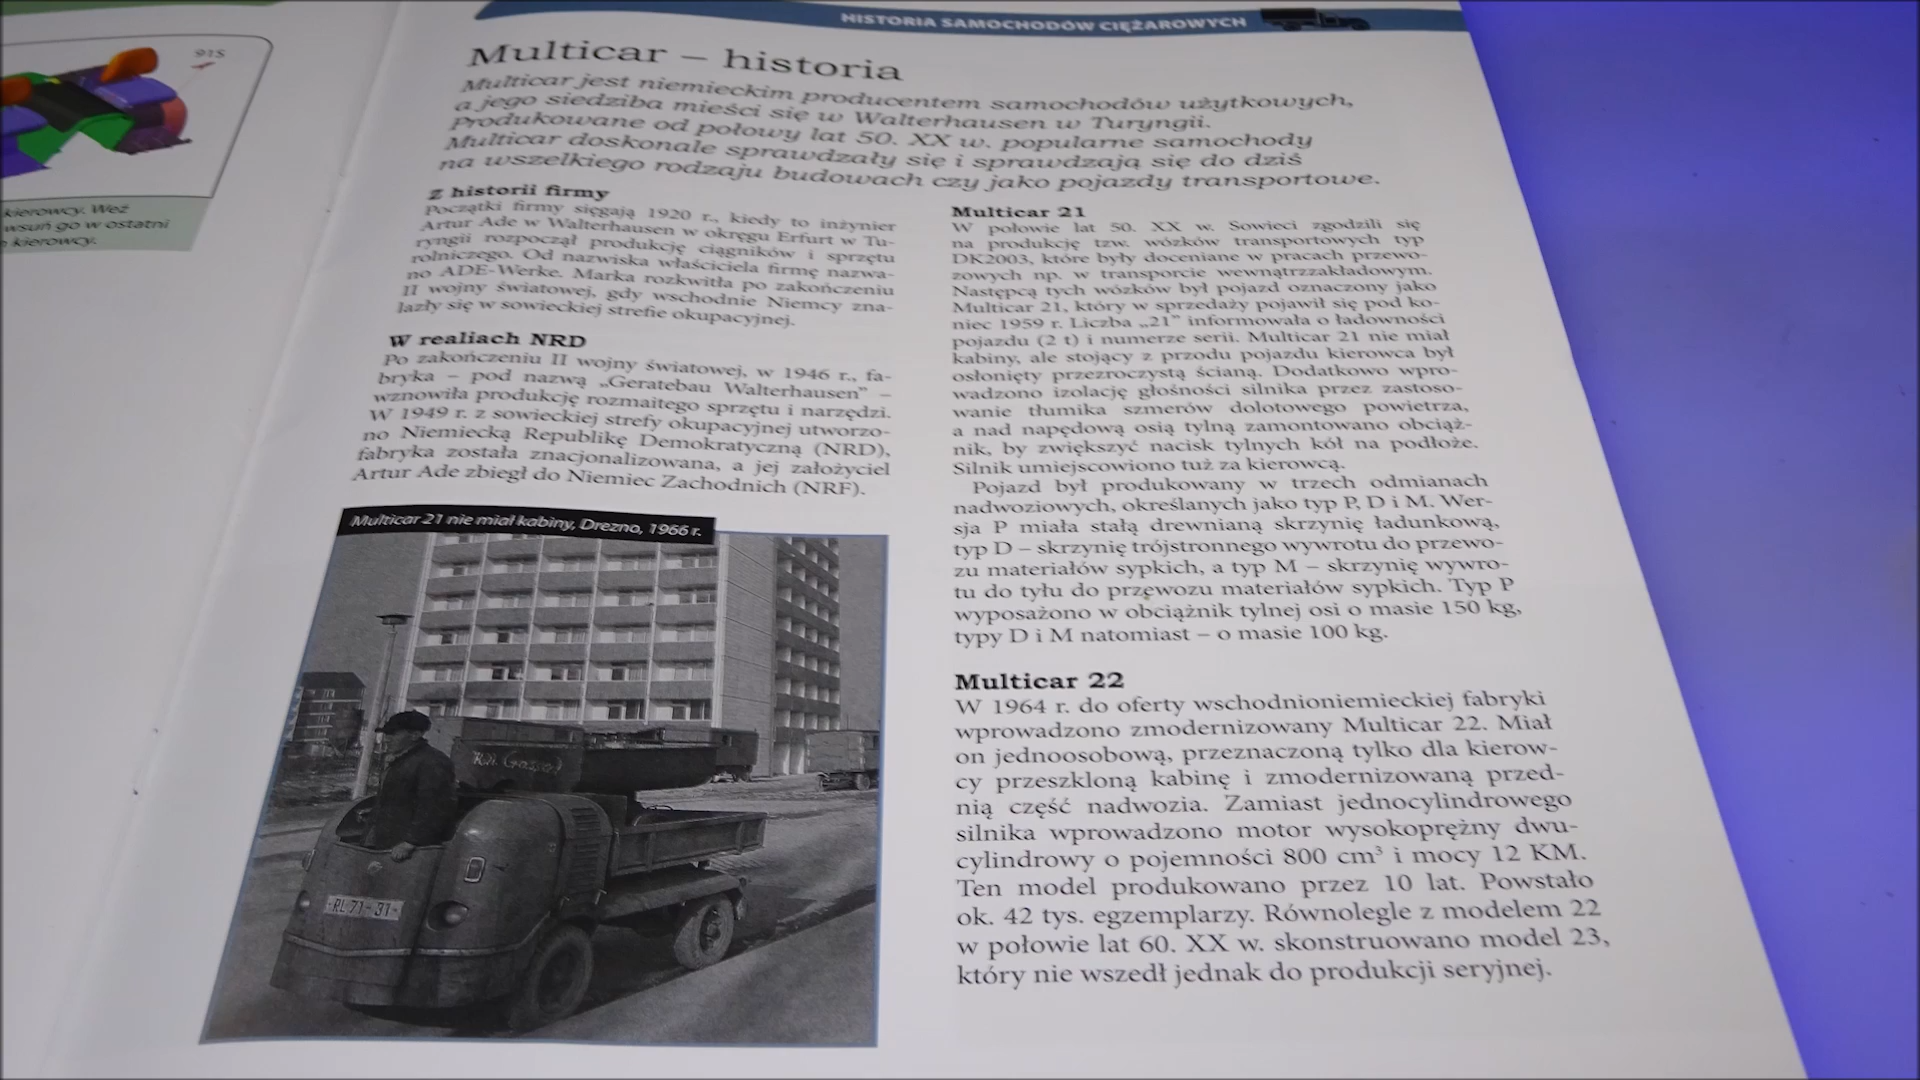 91S
kierowcy. Weź
wsuń go w ostatni
kierowcy.
HISTORIA SAMOCHODÓW CIĘŻAROWYCH
Multicar – historia
Multicar jest niemieckim producentem samochodów użytkowych,
a jego siedziba mieści się w Walterhausen w Turyngii.
Produkowane od połowy lat 50. XX w. popularne samochody
Multicar doskonale sprawdzały się i sprawdzają się do dziś
na wszelkiego rodzaju budowach czy jako pojazdy transportowe.
Z historii firmy
Początki firmy sięgają 1920 r., kiedy to inżynier
Artur Ade w Walterhausen w okręgu Erfurt w Tu-
ryngii rozpoczął produkcję ciągników i sprzętu
rolniczego. Od nazwiska właściciela firmę nazwa-
no ADE-Werke. Marka rozkwitła po zakończeniu
II wojny światowej, gdy wschodnie Niemcy zna-
lazły się w sowieckiej strefie okupacyjnej.
W realiach NRD
Po zakończeniu II wojny światowej, w 1946 r., fa-
bryka – pod nazwą „Geratebau Walterhausen” –
wznowiła produkcję rozmaitego sprzętu i narzędzi.
W 1949 r. z sowieckiej strefy okupacyjnej utworzo-
no Niemiecką Republikę Demokratyczną (NRD),
fabryka została znacjonalizowana, a jej założyciel
Artur Ade zbiegł do Niemiec Zachodnich (NRF).
Multicar 21 nie miał kabiny, Drezno, 1966 r.
RL 71-31
Multicar 21
W połowie lat 50. XX w. Sowieci zgodzili się
na produkcję tzw. wózków transportowych typ
DK2003, które były doceniane w pracach przewo-
zowych np. w transporcie wewnątrzzakładowym.
Następcą tych wózków był pojazd oznaczony jako
Multicar 21, który w sprzedaży pojawił się pod ko-
niec 1959 r. Liczba „21” informowała o ładowności
pojazdu (2 t) i numerze serii. Multicar 21 nie miał
kabiny, ale stojący z przodu pojazdu kierowca był
osłonięty przezroczystą ścianą. Dodatkowo wpro-
wadzono izolację głośności silnika przez zastoso-
wanie tłumika szmerów dolotowego powietrza,
a nad napędową osią tylną zamontowano obciąż-
nik, by zwiększyć nacisk tylnych kół na podłoże.
Silnik umiejscowiono tuż za kierowcą.
Pojazd był produkowany w trzech odmianach
nadwoziowych, określanych jako typ P, D i M. Wer-
sja P miała stałą drewnianą skrzynię ładunkową,
typ D – skrzynię trójstronnego wywrotu do przewo-
zu materiałów sypkich, a typ M – skrzynię wywro-
tu do tyłu do przewozu materiałów sypkich. Typ P
wyposażono w obciążnik tylnej osi o masie 150 kg,
typy D i M natomiast – o masie 100 kg.
Multicar 22
W 1964 r. do oferty wschodnioniemieckiej fabryki
wprowadzono zmodernizowany Multicar 22. Miał
on jednoosobową, przeznaczoną tylko dla kierow-
cy przeszkloną kabinę i zmodernizowaną przed-
nią część nadwozia. Zamiast jednocylindrowego
silnika wprowadzono motor wysokoprężny dwu-
cylindrowy o pojemności 800 cm³ i mocy 12 KM.
Ten model produkowano przez 10 lat. Powstało
ok. 42 tys. egzemplarzy. Równolegle z modelem 22
w połowie lat 60. XX w. skonstruowano model 23,
który nie wszedł jednak do produkcji seryjnej.